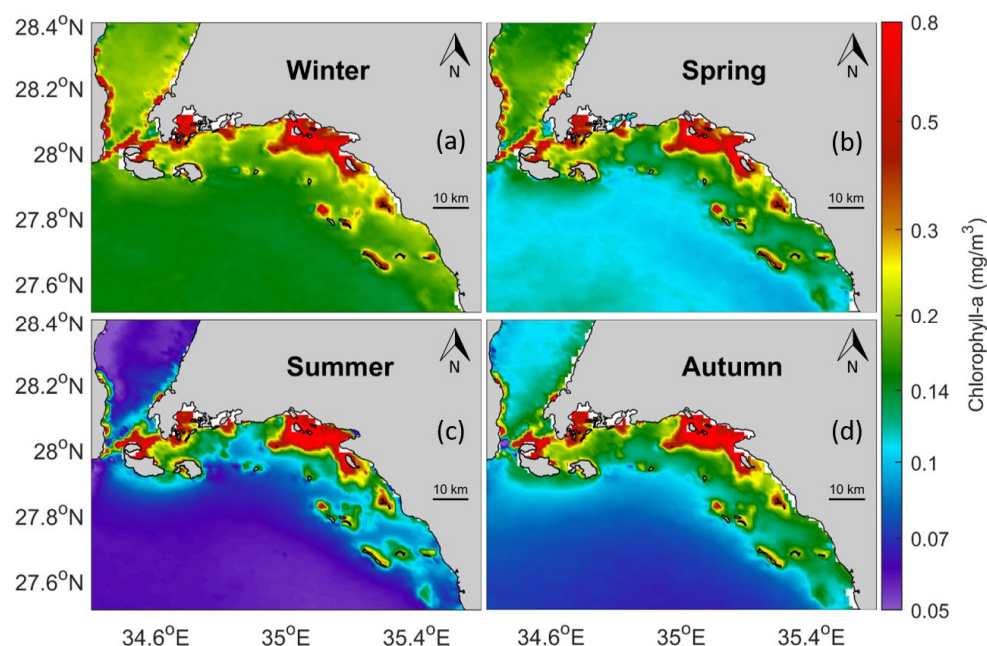 28.4°N
28.2°N
28°N
27.8°N
27.6°N
Winter
N
(a)
10 km
Spring
N
(b)
10 km
28.4°N
28.2°N
28°N
27.8°N
27.6°N
Summer
N
(c)
10 km
Autumn
N
(d)
10 km
34.6°E 35°E 35.4°E
34.6°E 35°E 35.4°E
0.8
0.5
0.3
0.2
0.14
0.1
0.07
0.05
Chlorophyll-a (mg/m³)